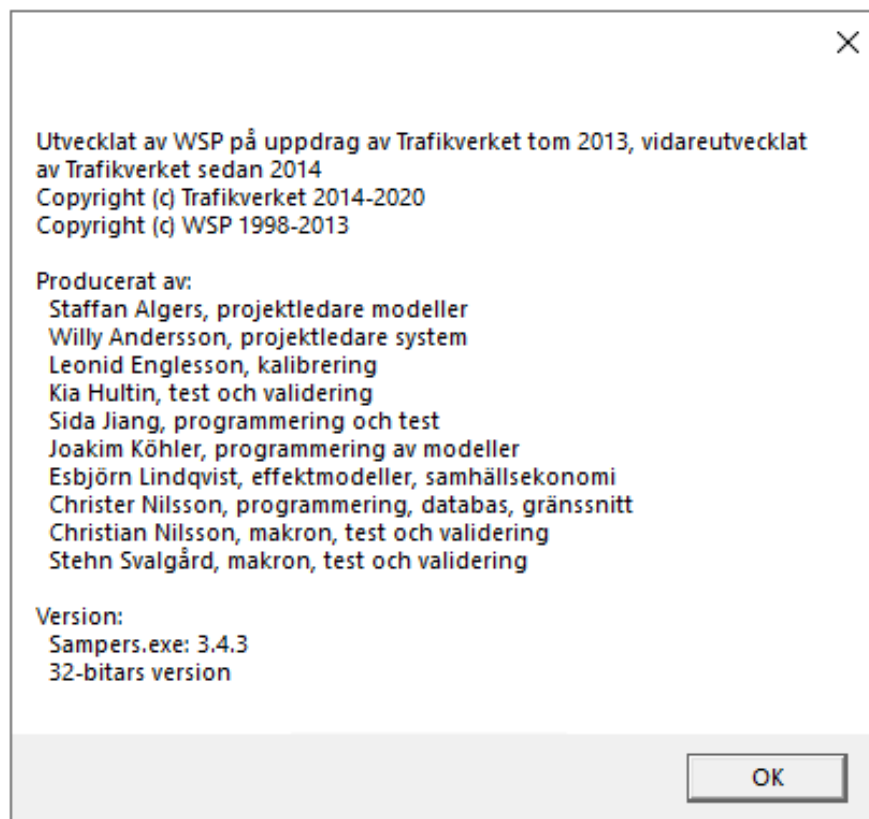 Utvecklat av WSP på uppdrag av Trafikverket tom 2013, vidareutvecklat
av Trafikverket sedan 2014
Copyright (c) Trafikverket 2014-2020
Copyright (c) WSP 1998-2013
Producerat av:
Staffan Algers, projektledare modeller
Willy Andersson, projektledare system
Leonid Englesson, kalibrering
Kia Hultin, test och validering
Sida Jiang, programmering och test
Joakim Köhler, programmering av modeller
Esbjörn Lindqvist, effektmodeller, samhällsekonomi
Christer Nilsson, programmering, databas, gränssnitt
Christian Nilsson, makron, test och validering
Stehn Svalgård, makron, test och validering
Version:
Sampers.exe: 3.4.3
32-bitars version
OK